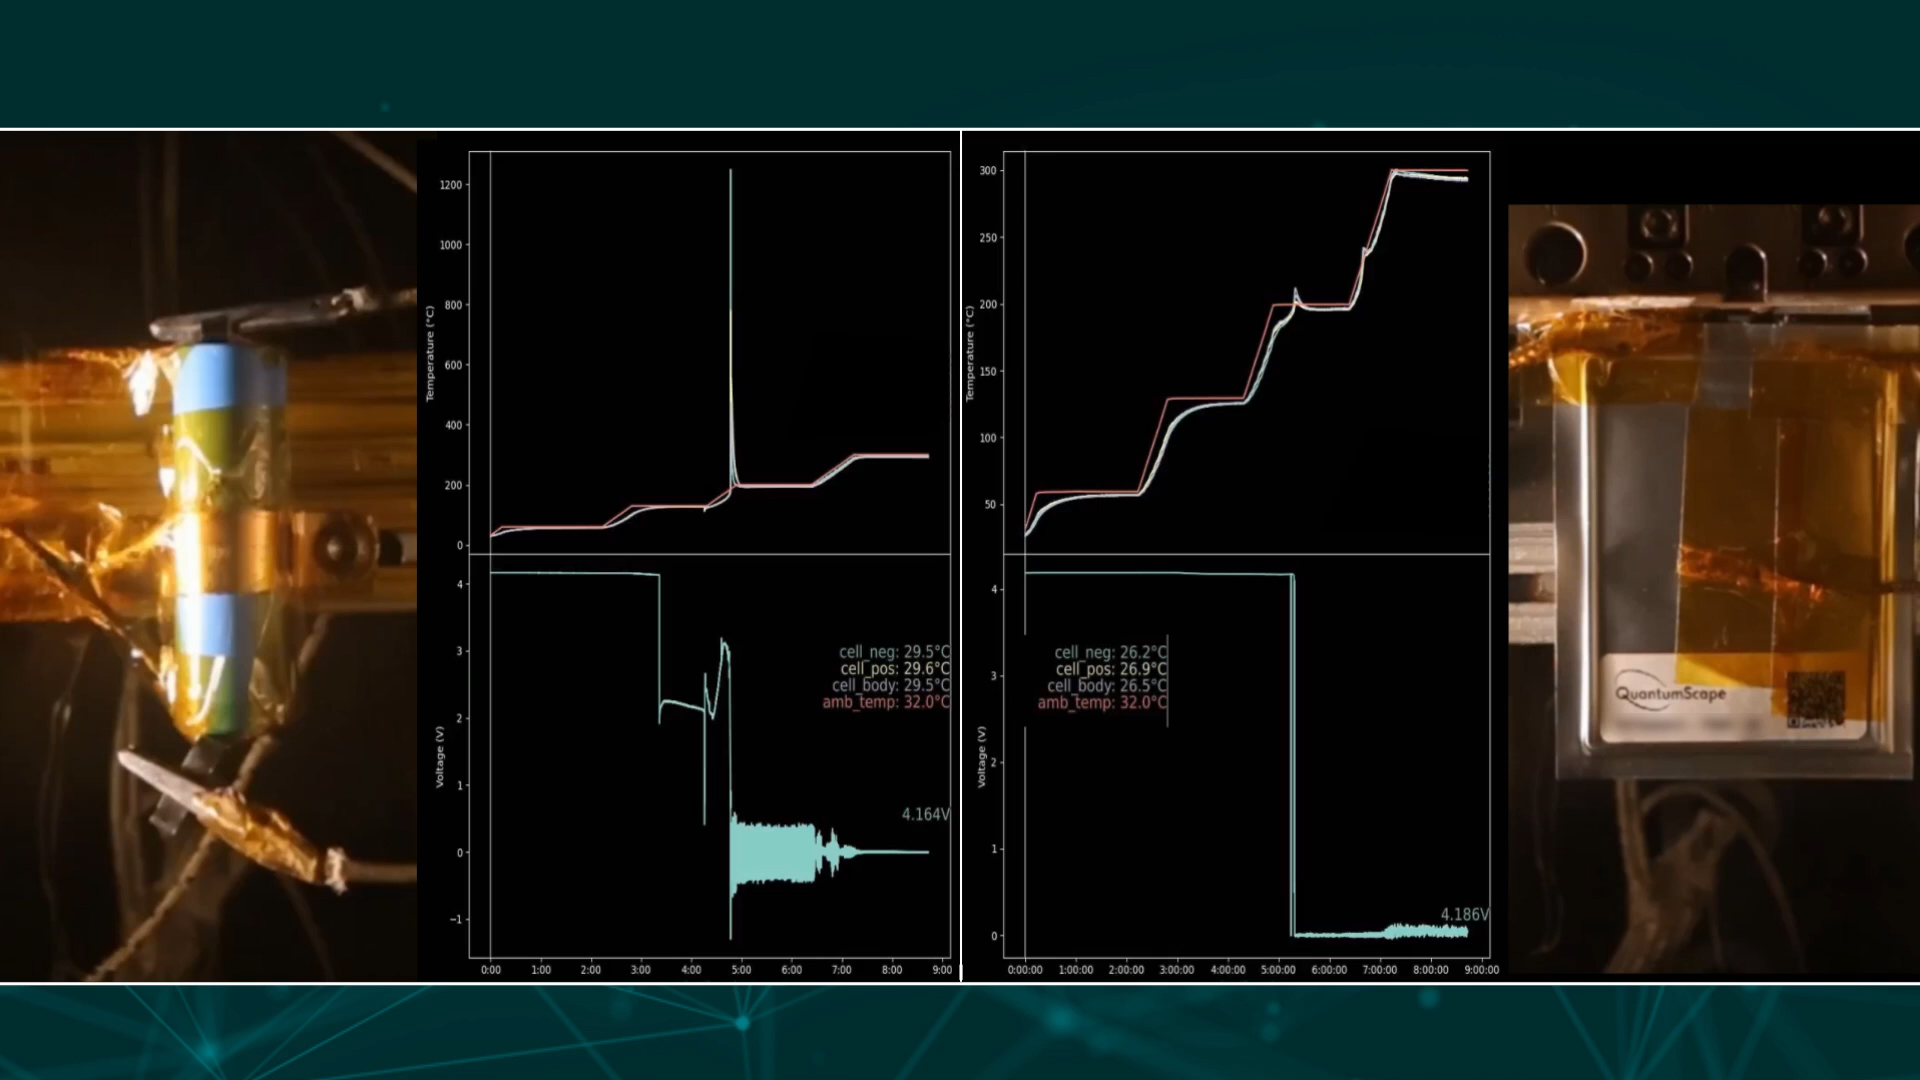 Temperature (°C)
1200
1000
800
600
400
200
0
Voltage (V)
4
3
2
1
0
−1
cell_neg: 29.5°C
cell_pos: 29.6°C
cell_body: 29.5°C
amb_temp: 32.0°C
4.164V
0:00 1:00 2:00 3:00 4:00 5:00 6:00 7:00 8:00 9:00
Temperature (°C)
300
250
200
150
100
50
Voltage (V)
4
3
2
1
0
cell_neg: 26.2°C
cell_pos: 26.9°C
cell_body: 26.5°C
amb_temp: 32.0°C
4.186V
0:00:00 1:00:00 2:00:00 3:00:00 4:00:00 5:00:00 6:00:00 7:00:00 8:00:00 9:00:00
QuantumScape